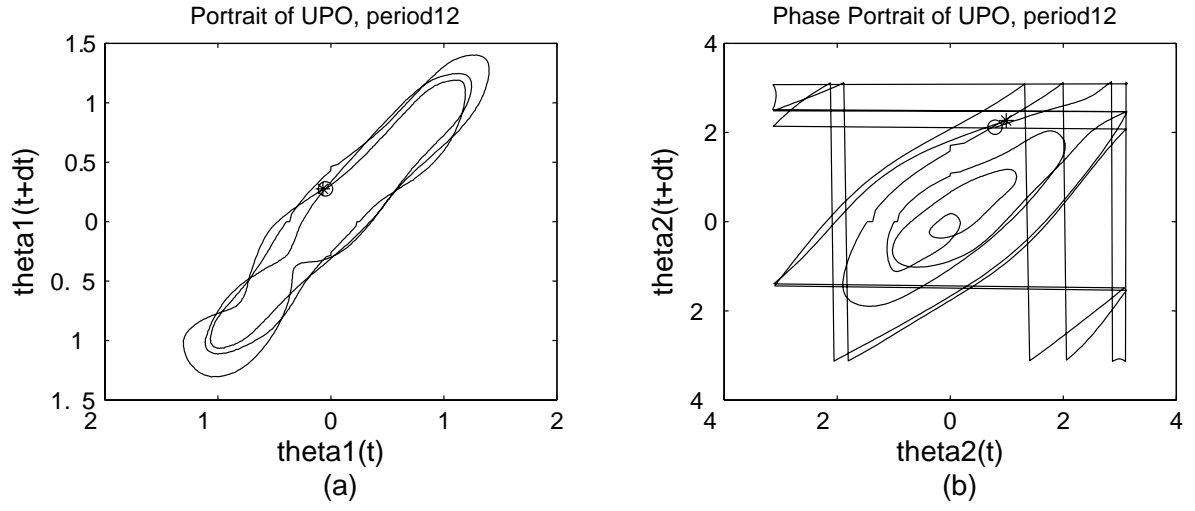 Portrait of UPO, period12
1.5
1
0.5
0
0. 5
1
1. 5
2
1
0
1
2
theta1(t+dt)
theta1(t)
(a)
Phase Portrait of UPO, period12
4
2
0
2
4
4
2
0
2
4
theta2(t+dt)
theta2(t)
(b)